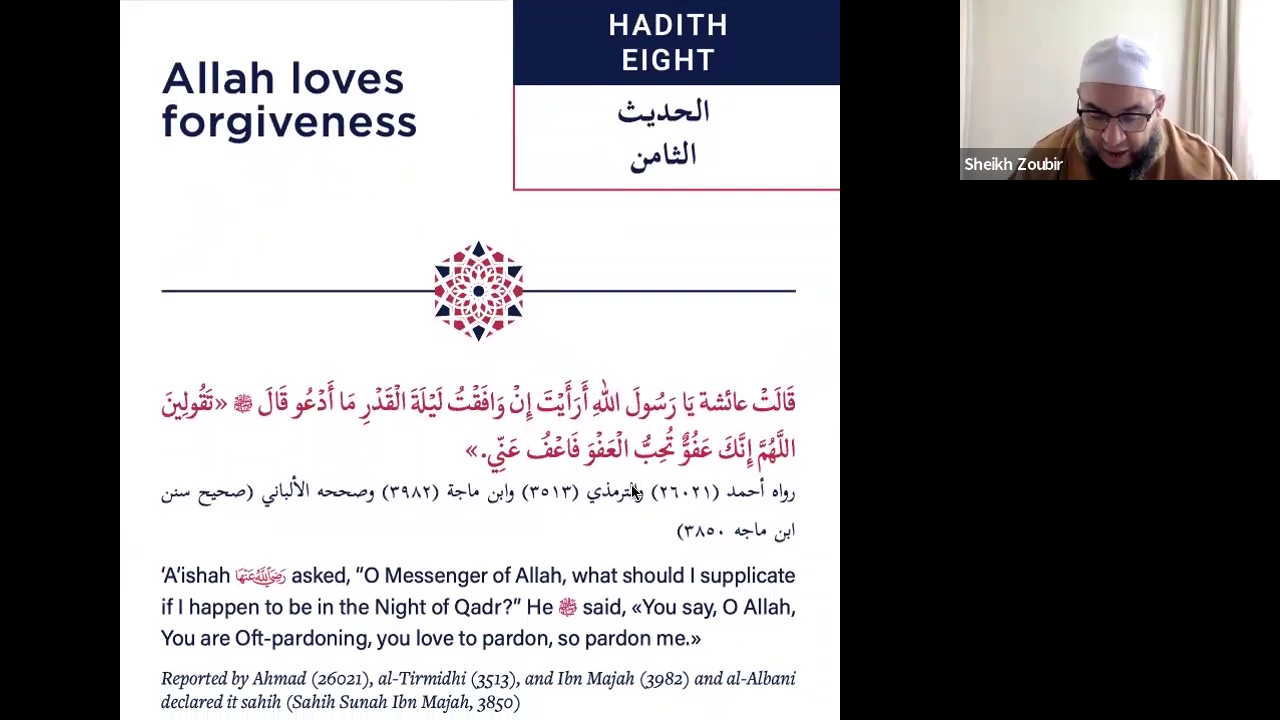 Allah loves
forgiveness
HADITH
EIGHT
الحديث
الثامن
Sheikh Zoubir
قَالَتْ عائشة يَا رَسُولَ اللهِ أَرَأَيْتَ إِنْ وَافَقْتُ لَيْلَةَ الْقَدْرِ مَا أَدْعُو قَالَ ﷺ «تَقُولِينَ
اللَّهُمَّ إِنَّكَ عَفُوٌّ تُحِبُّ الْعَفْوَ فَاعْفُ عَنِّي.»
رواه أحمد (٢٦٠٢١) والترمذي (٣٥١٣) وابن ماجة (٣٩٨٢) وصححه الألباني (صحيح سنن
ابن ماجه ٣٨٥٠)
‘A’ishah رَضِيَ اللَّهُ عَنْهَا asked, “O Messenger of Allah, what should I supplicate
if I happen to be in the Night of Qadr?” He ﷺ said, «You say, O Allah,
You are Oft-pardoning, you love to pardon, so pardon me.»
Reported by Ahmad (26021), al-Tirmidhi (3513), and Ibn Majah (3982) and al-Albani
declared it sahih (Sahih Sunah Ibn Majah, 3850)